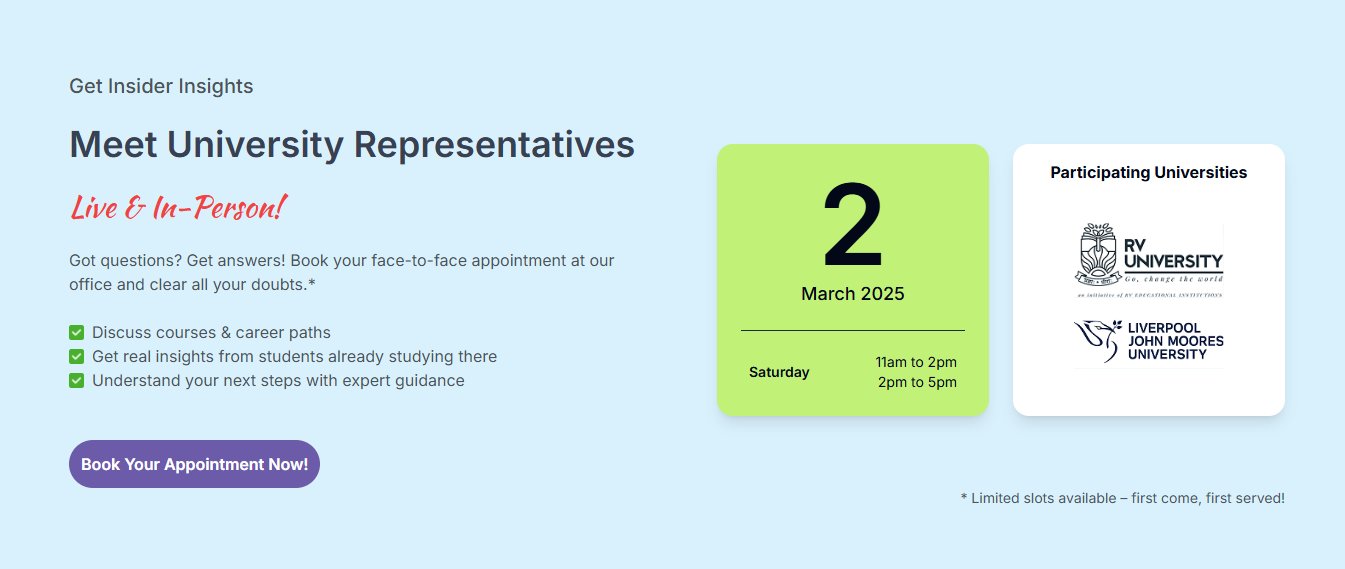 Get Insider Insights
Meet University Representatives
Live & In-Person!
Got questions? Get answers! Book your face-to-face appointment at our
office and clear all your doubts.*
Discuss courses & career paths
Get real insights from students already studying there
Understand your next steps with expert guidance
Book Your Appointment Now!
2
March 2025
Saturday
11am to 2pm
2pm to 5pm
Participating Universities
RV
UNIVERSITY
Go, change the world
an initiative of RV EDUCATIONAL INSTITUTIONS
LIVERPOOL
JOHN MOORES
UNIVERSITY
* Limited slots available – first come, first served!